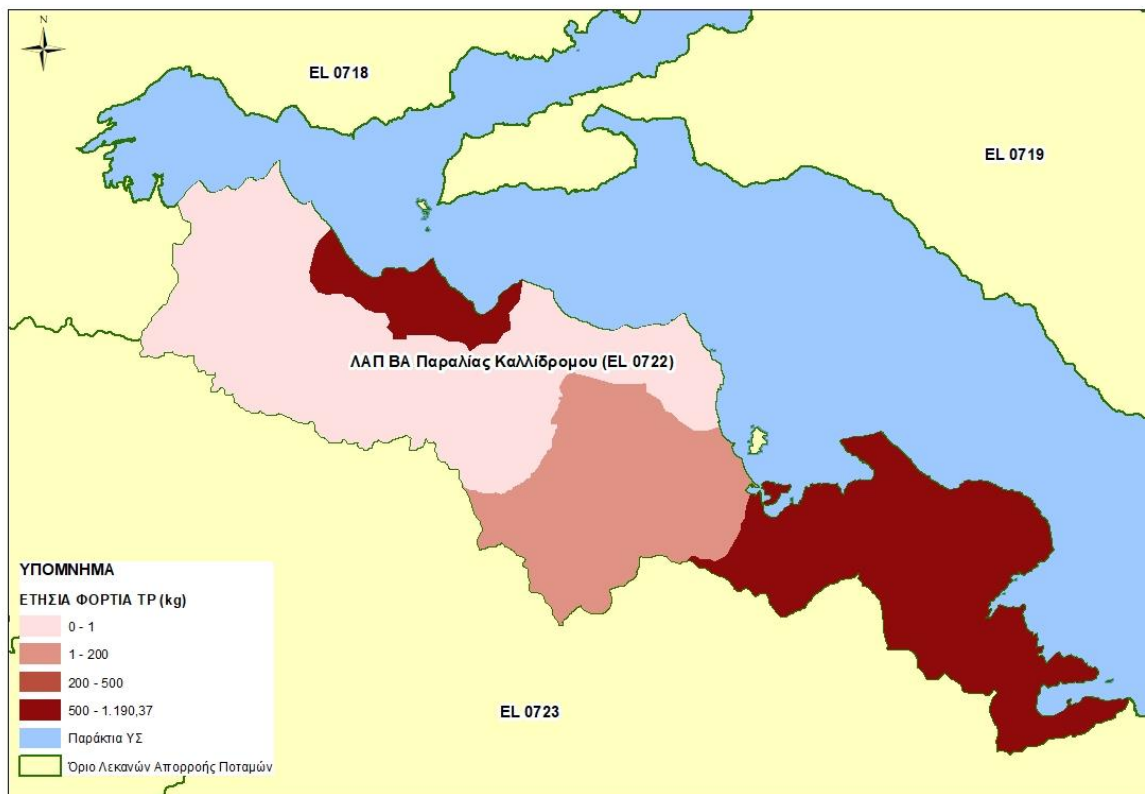 N
EL 0718
EL 0719
ΛΑΠ ΒΑ Παραλίας Καλλίδρομου (EL 0722)
EL 0723
ΥΠΟΜΝΗΜΑ
ΕΤΗΣΙΑ ΦΟΡΤΙΑ TP (kg)
0 - 1
1 - 200
200 - 500
500 - 1.190,37
Παράκτια ΥΣ
Όριο Λεκανών Απορροής Ποταμών